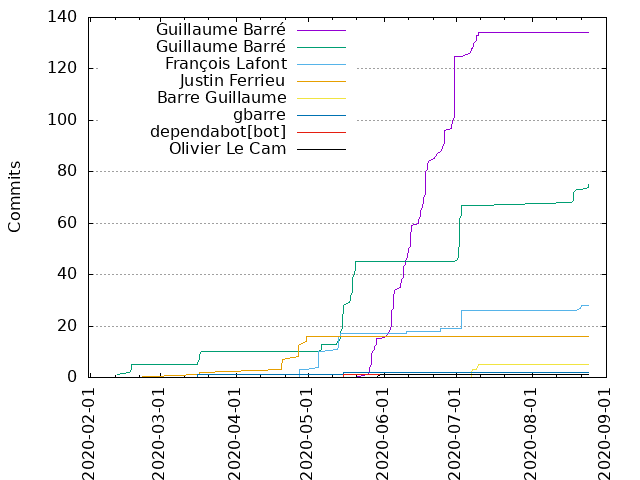 140
120
100
80
60
40
20
0
Commits
Guillaume Barré
Guillaume Barré
François Lafont
Justin Ferrieu
Barre Guillaume
gbarre
dependabot[bot]
Olivier Le Cam
2020-02-01
2020-03-01
2020-04-01
2020-05-01
2020-06-01
2020-07-01
2020-08-01
2020-09-01